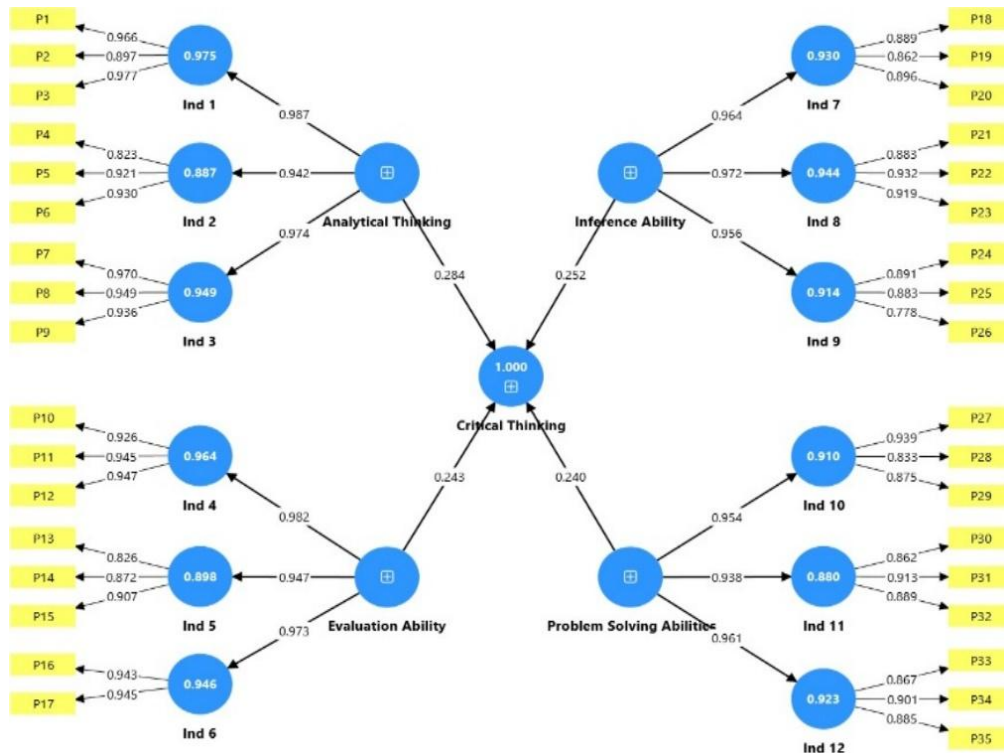 P1
0.966
P2
0.897
0.975
P3
0.977
Ind 1
0.987
P4
0.823
P5
0.921
0.887
0.942
P6
0.930
Ind 2
Analytical Thinking
0.974
P7
0.970
P8
0.949
0.949
P9
0.936
Ind 3
0.284
P18
0.889
0.930
0.862
P19
0.896
P20
Ind 7
0.964
P21
0.883
0.972
0.944
0.932
P22
0.919
P23
Ind 8
Inference Ability
0.956
P24
0.891
0.914
0.883
P25
0.778
P26
Ind 9
0.252
1.000
Critical Thinking
P10
0.926
P11
0.945
0.964
P12
0.947
Ind 4
0.982
P13
0.826
P14
0.872
0.898
0.947
P15
0.907
Ind 5
Evaluation Ability
0.973
P16
0.943
0.946
P17
0.945
Ind 6
0.243
P27
0.939
0.910
0.833
P28
0.875
P29
Ind 10
0.954
0.240
P30
0.862
0.938
0.880
0.913
P31
0.889
P32
Ind 11
Problem Solving Abilities
0.961
P33
0.867
0.923
0.901
P34
0.885
P35
Ind 12